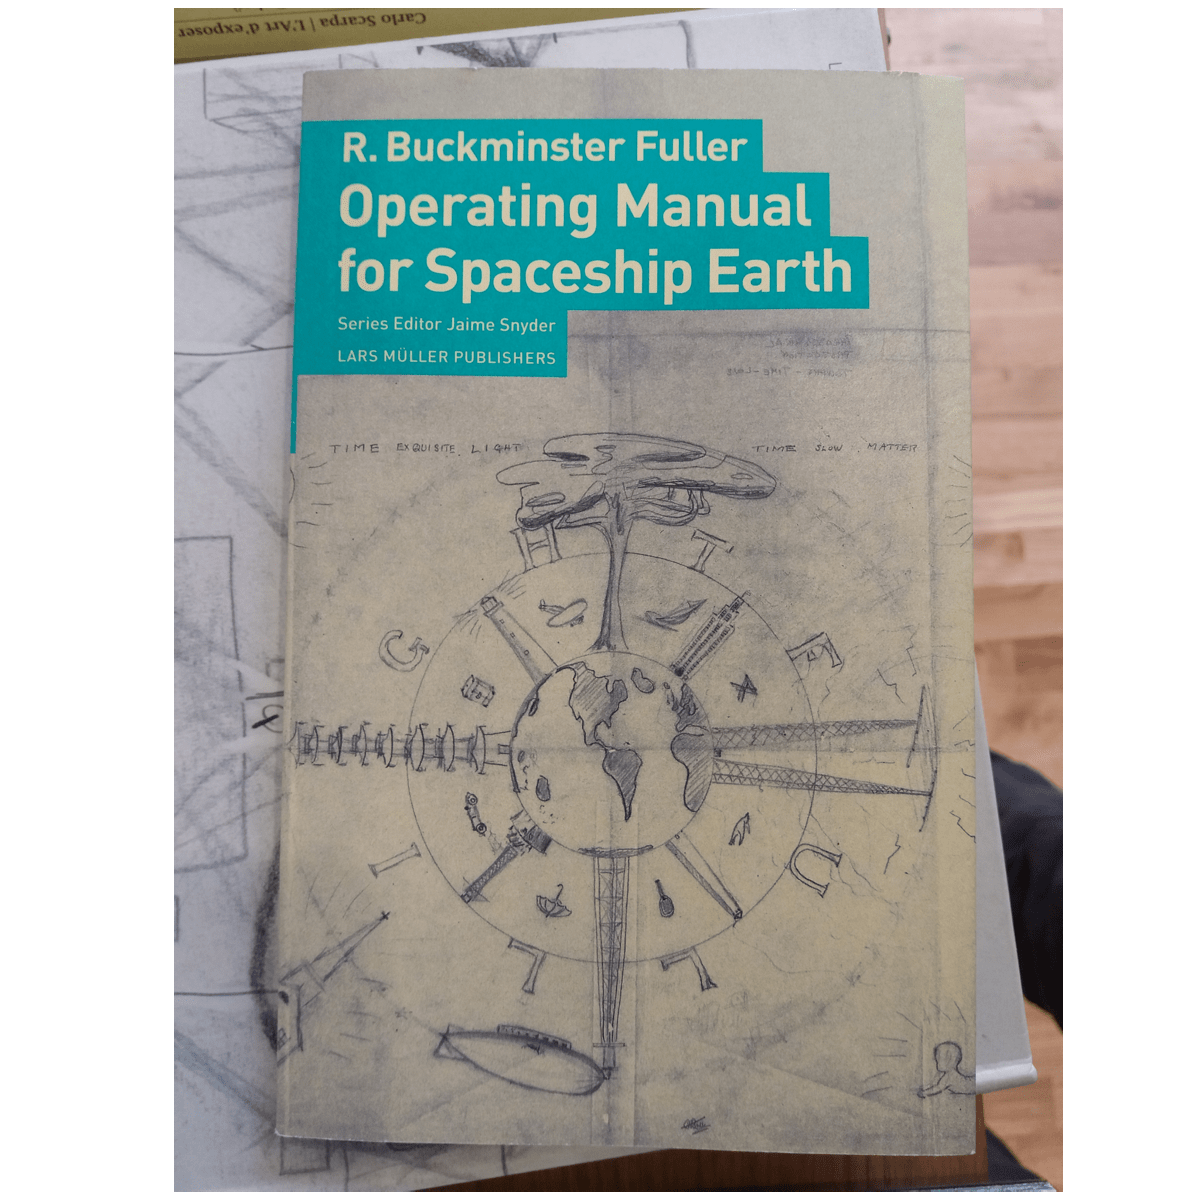 Carlo Scarpa | L'Art d'exposer
R. Buckminster Fuller
Operating Manual
for Spaceship Earth
Series Editor Jaime Snyder
LARS MÜLLER PUBLISHERS
TIME EXQUISITE LIGHT
TIME SLOW MATTER